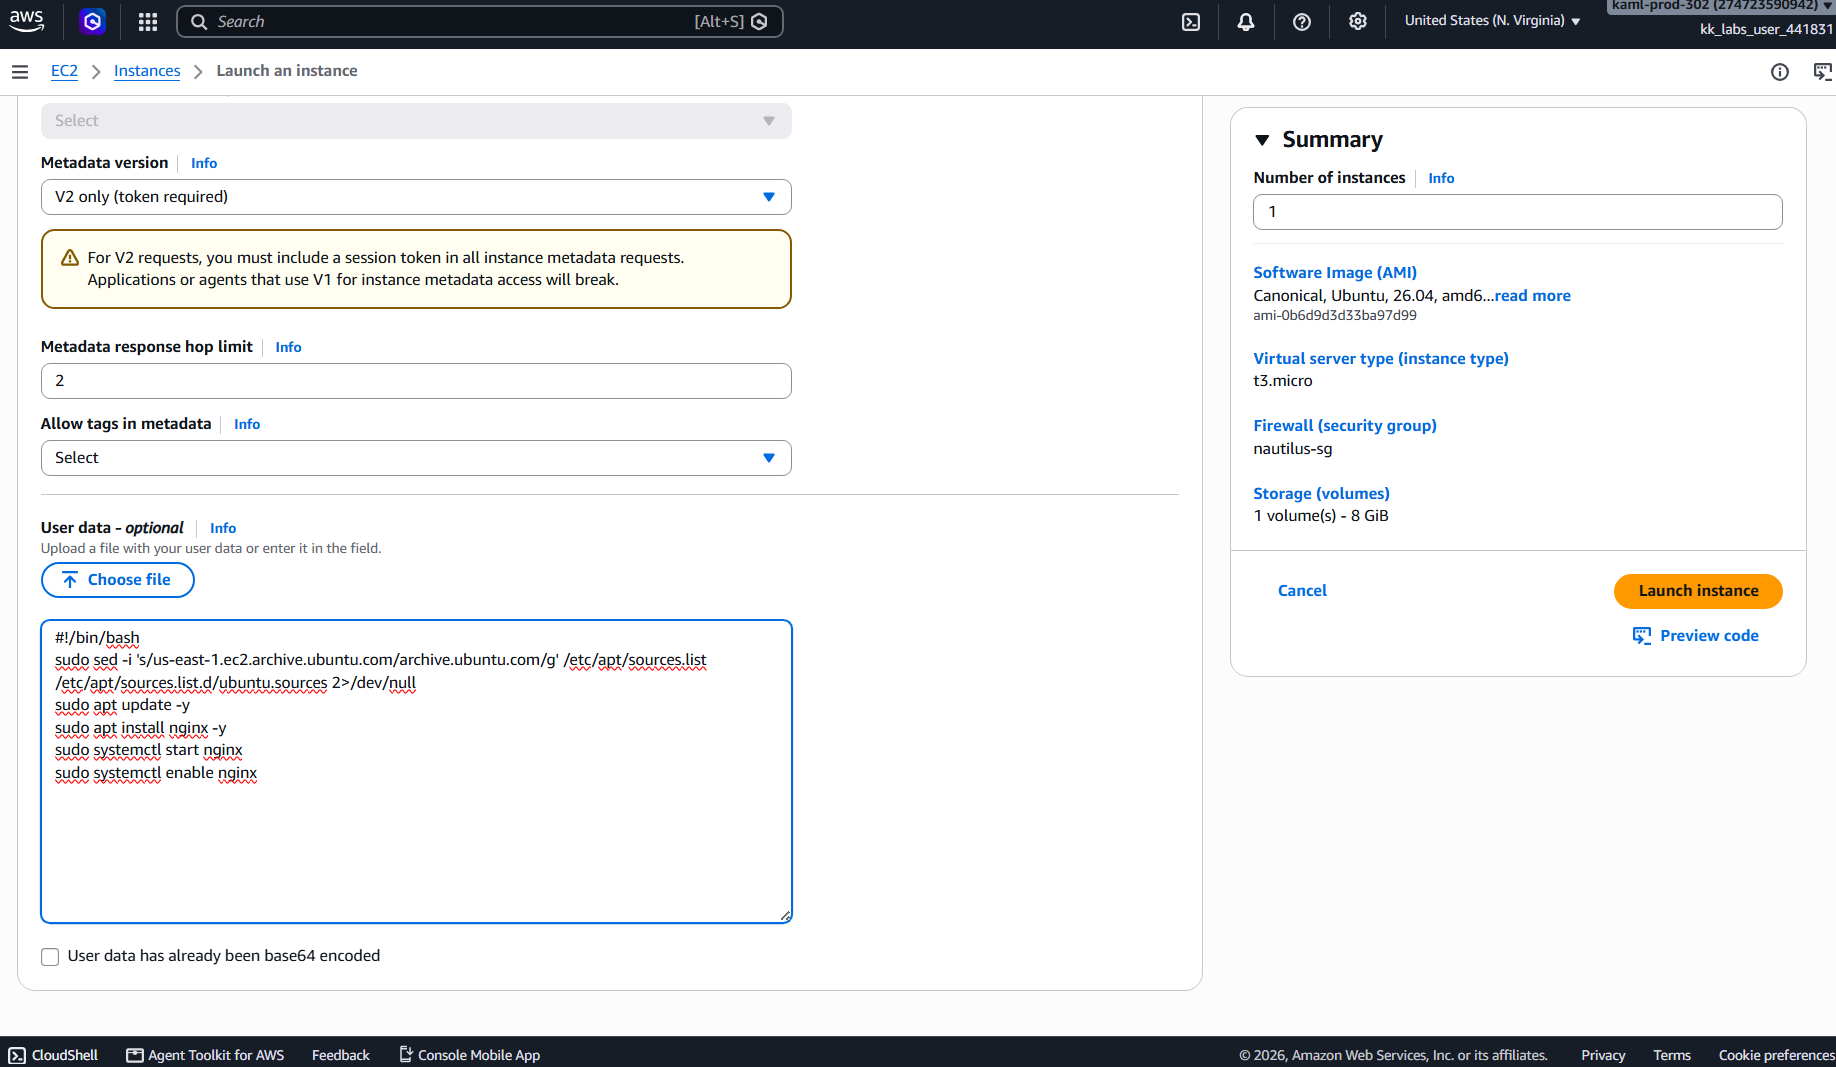 aws
Search
[Alt+S]
United States (N. Virginia)
kaml-prod-302 (274723590942)
kk_labs_user_441831
EC2
Instances
Launch an instance
Select
Metadata version
Info
V2 only (token required)
For V2 requests, you must include a session token in all instance metadata requests.
Applications or agents that use V1 for instance metadata access will break.
Metadata response hop limit
Info
2
Allow tags in metadata
Info
Select
User data - optional
Info
Upload a file with your user data or enter it in the field.
Choose file
#!/bin/bash
sudo sed -i 's/us-east-1.ec2.archive.ubuntu.com/archive.ubuntu.com/g' /etc/apt/sources.list
/etc/apt/sources.list.d/ubuntu.sources 2>/dev/null
sudo apt update -y
sudo apt install nginx -y
sudo systemctl start nginx
sudo systemctl enable nginx
User data has already been base64 encoded
Summary
Number of instances
Info
1
Software Image (AMI)
Canonical, Ubuntu, 26.04, amd6...read more
ami-0b6d9d3d33ba97d99
Virtual server type (instance type)
t3.micro
Firewall (security group)
nautilus-sg
Storage (volumes)
1 volume(s) - 8 GiB
Cancel
Launch instance
Preview code
CloudShell
Agent Toolkit for AWS
Feedback
Console Mobile App
© 2026, Amazon Web Services, Inc. or its affiliates.
Privacy
Terms
Cookie preferences